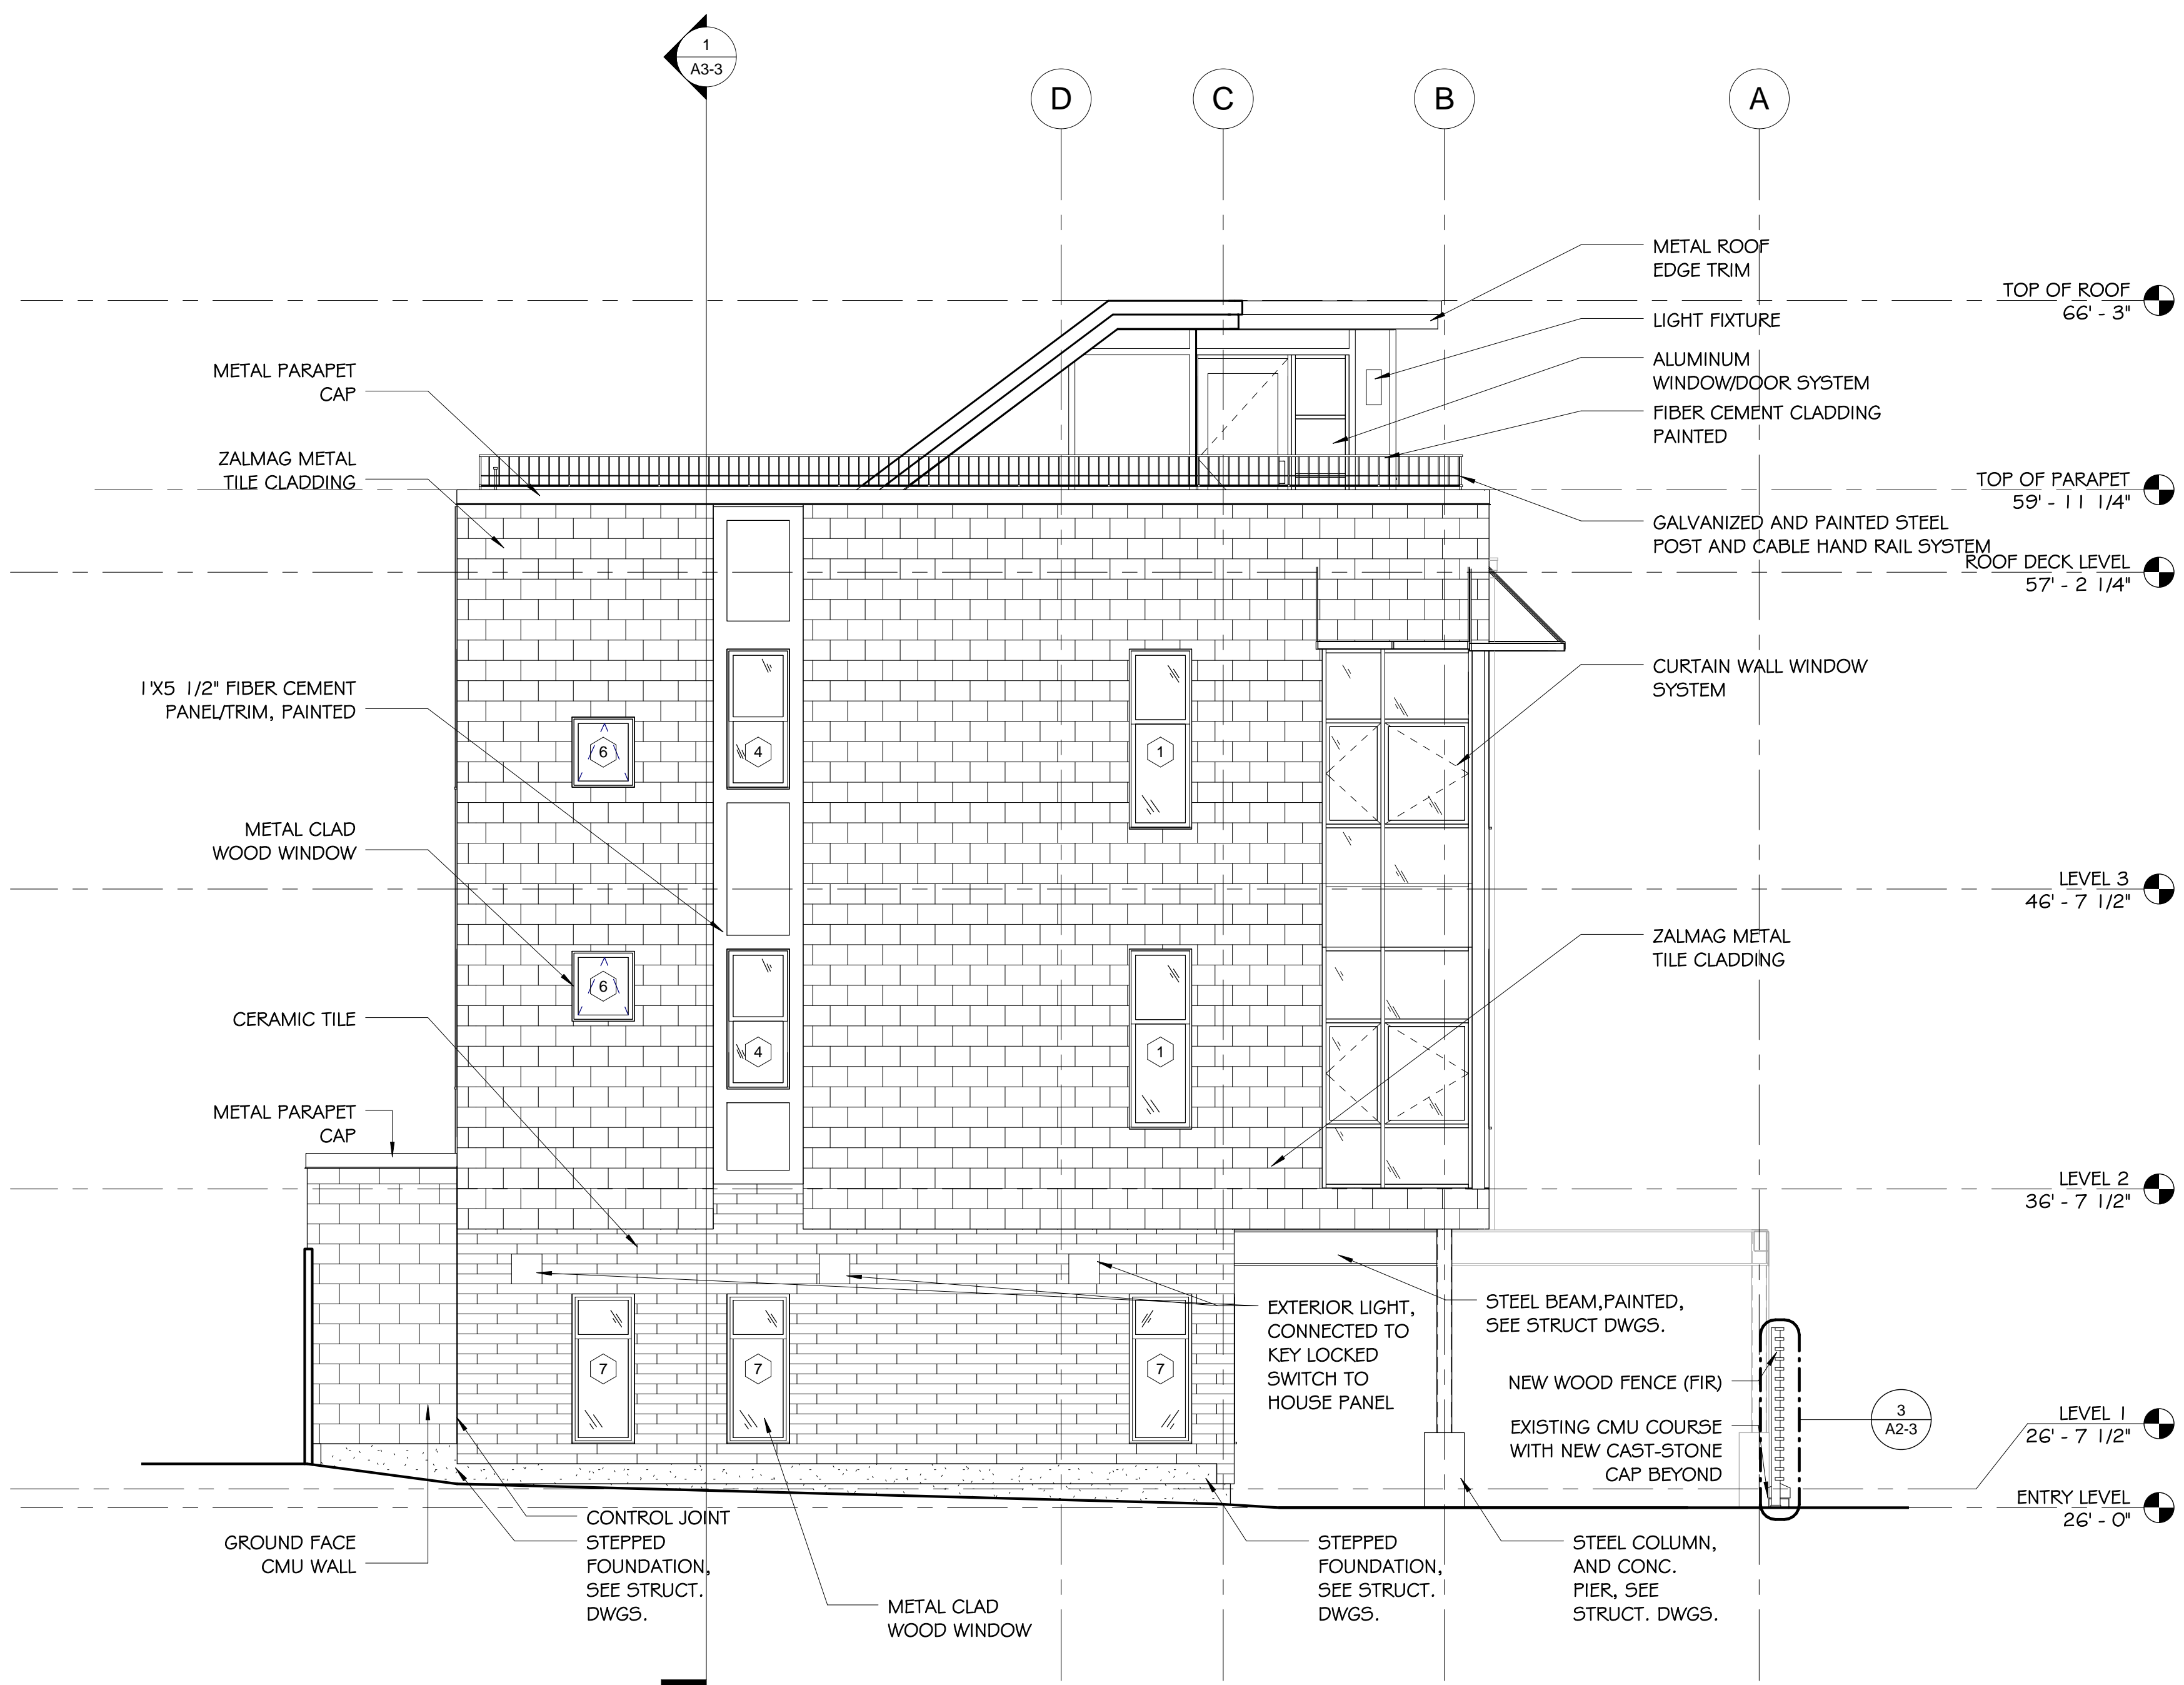 1
A3-3
D
C
B
A
METAL ROOF
EDGE TRIM
TOP OF ROOF
66' - 3"
LIGHT FIXTURE
ALUMINUM
WINDOW/DOOR SYSTEM
METAL PARAPET
CAP
FIBER CEMENT CLADDING
PAINTED
ZALMAG METAL
TILE CLADDING
TOP OF PARAPET
59' - 11 1/4"
GALVANIZED AND PAINTED STEEL
POST AND CABLE HAND RAIL SYSTEM
ROOF DECK LEVEL
57' - 2 1/4"
CURTAIN WALL WINDOW
SYSTEM
1'X5 1/2" FIBER CEMENT
PANEL/TRIM, PAINTED
6
4
1
METAL CLAD
WOOD WINDOW
LEVEL 3
46' - 7 1/2"
ZALMAG METAL
TILE CLADDING
6
4
1
CERAMIC TILE
METAL PARAPET
CAP
LEVEL 2
36' - 7 1/2"
EXTERIOR LIGHT,
CONNECTED TO
KEY LOCKED
SWITCH TO
HOUSE PANEL
STEEL BEAM,PAINTED,
SEE STRUCT DWGS.
7
7
7
NEW WOOD FENCE (FIR)
EXISTING CMU COURSE
WITH NEW CAST-STONE
CAP BEYOND
3
A2-3
LEVEL 1
26' - 7 1/2"
ENTRY LEVEL
26' - 0"
GROUND FACE
CMU WALL
CONTROL JOINT
STEPPED
FOUNDATION,
SEE STRUCT.
DWGS.
METAL CLAD
WOOD WINDOW
STEPPED
FOUNDATION,
SEE STRUCT.
DWGS.
STEEL COLUMN,
AND CONC.
PIER, SEE
STRUCT. DWGS.